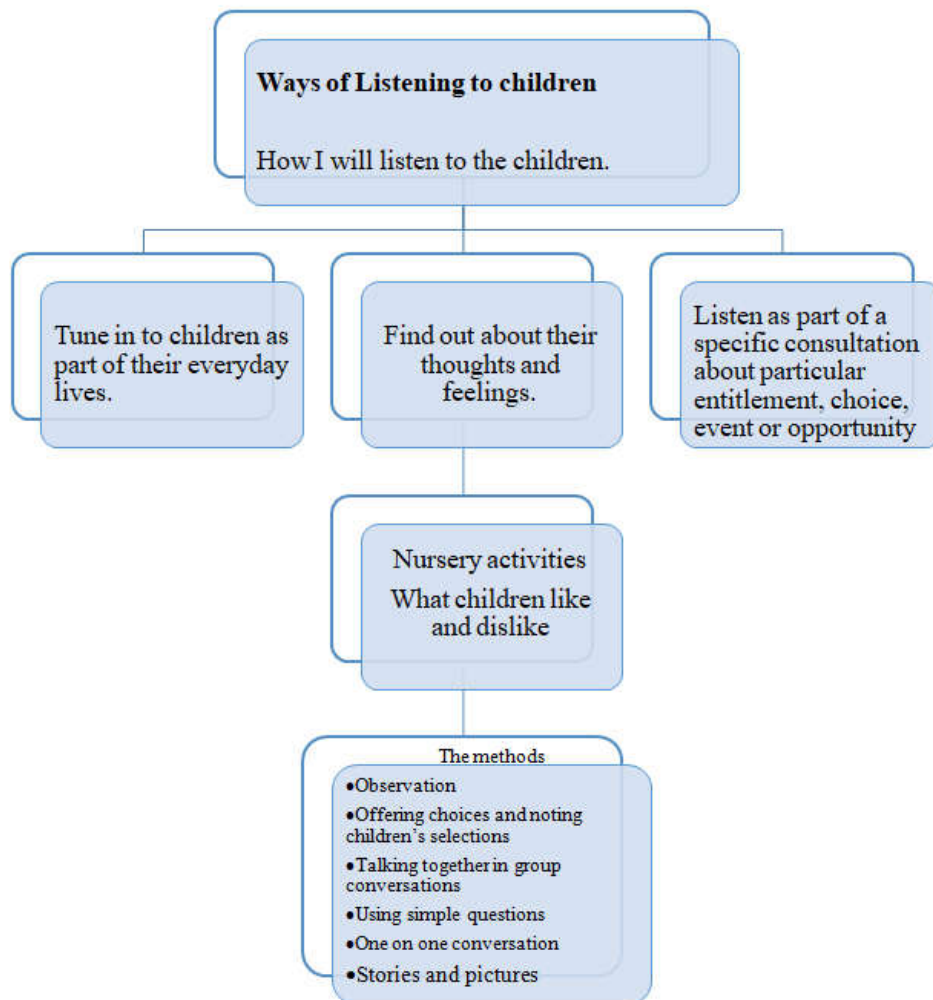 Ways of Listening to children
How I will listen to the children.
Tune in to children as
part of their everyday
lives.
Find out about their
thoughts and
feelings.
Listen as part of a
specific consultation
about particular
entitlement, choice,
event or opportunity
Nursery activities
What children like
and dislike
The methods
•Observation
•Offering choices and noting
children’s selections
•Talking together in group
conversations
•Using simple questions
•One on one conversation
•Stories and pictures